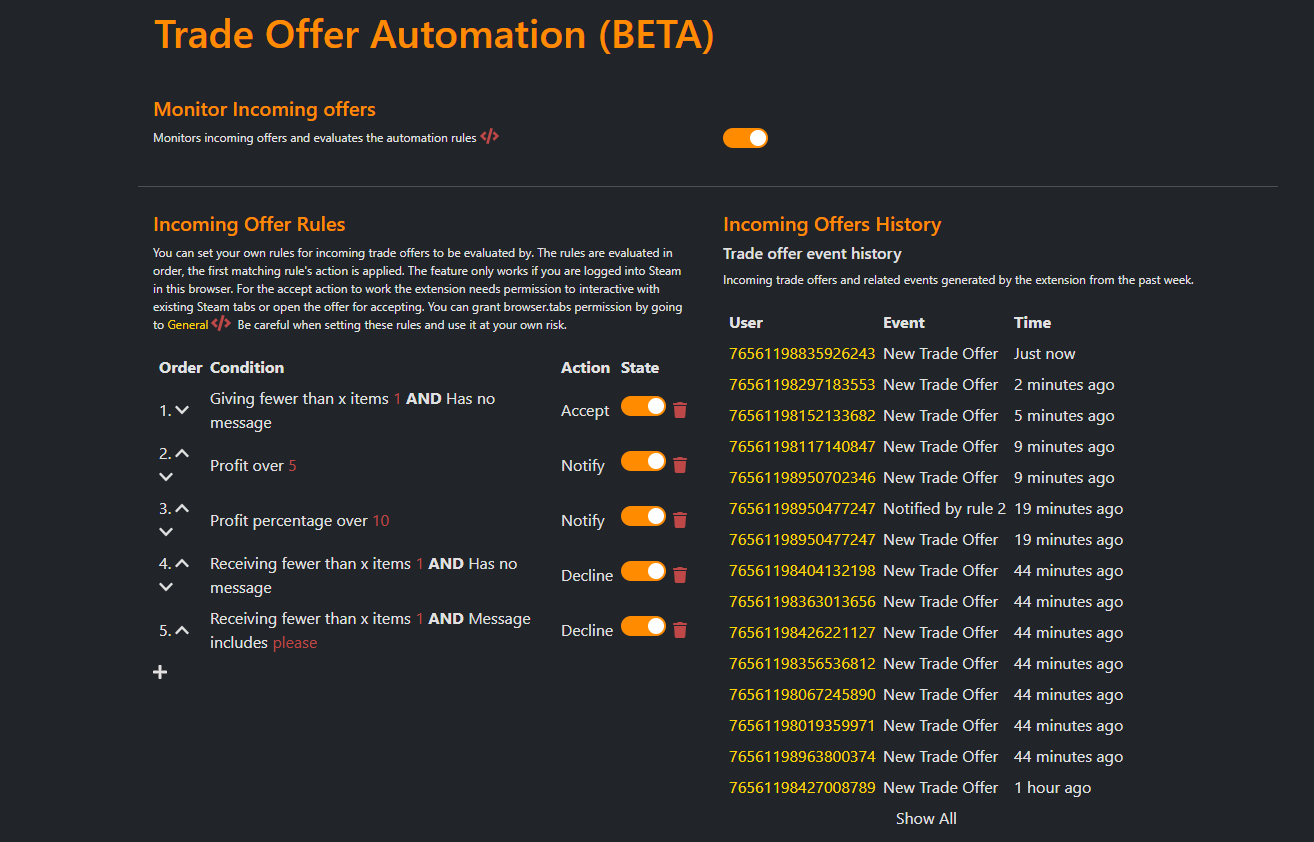 Trade Offer Automation (BETA)
Monitor Incoming offers
Monitors incoming offers and evaluates the automation rules </>
Incoming Offer Rules
You can set your own rules for incoming trade offers to be evaluated by. The rules are evaluated in
order, the first matching rule's action is applied. The feature only works if you are logged into Steam
in this browser. For the accept action to work the extension needs permission to interactive with
existing Steam tabs or open the offer for accepting. You can grant browser.tabs permission by going
to General </> Be careful when setting these rules and use it at your own risk.
Order Condition Action State
1. Giving fewer than x items 1 AND Has no
message Accept
2. Profit over 5 Notify
3. Profit percentage over 10 Notify
4. Receiving fewer than x items 1 AND Has no
message Decline
5. Receiving fewer than x items 1 AND Message
includes please Decline
Incoming Offers History
Trade offer event history
Incoming trade offers and related events generated by the extension from the past week.
User Event Time
76561198835926243 New Trade Offer Just now
76561198297183553 New Trade Offer 2 minutes ago
76561198152133682 New Trade Offer 5 minutes ago
76561198117140847 New Trade Offer 9 minutes ago
76561198950702346 New Trade Offer 9 minutes ago
76561198950477247 Notified by rule 2 19 minutes ago
76561198950477247 New Trade Offer 19 minutes ago
76561198404132198 New Trade Offer 44 minutes ago
76561198363013656 New Trade Offer 44 minutes ago
76561198426221127 New Trade Offer 44 minutes ago
76561198356536812 New Trade Offer 44 minutes ago
76561198067245890 New Trade Offer 44 minutes ago
76561198019359971 New Trade Offer 44 minutes ago
76561198963800374 New Trade Offer 44 minutes ago
76561198427008789 New Trade Offer 1 hour ago
Show All